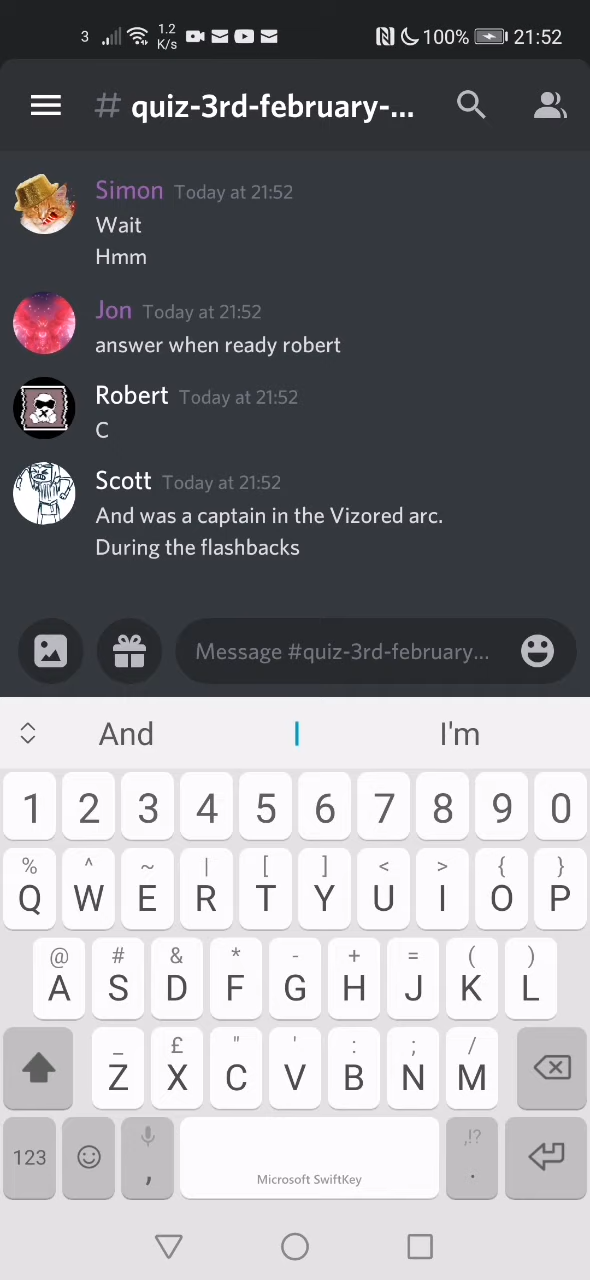 3 1.2 K/s 100% 21:52
# quiz-3rd-february-...
Simon Today at 21:52
Wait
Hmm
Jon Today at 21:52
answer when ready robert
Robert Today at 21:52
C
Scott Today at 21:52
And was a captain in the Vizored arc.
During the flashbacks
Message #quiz-3rd-february...
And I I'm
1 2 3 4 5 6 7 8 9 0
% ^ ~ | [ ] < > { }
Q W E R T Y U I O P
@ # & * - + = ( )
A S D F G H J K L
_ £ " ' : ; /
Z X C V B N M
,!?
123 , .
Microsoft SwiftKey